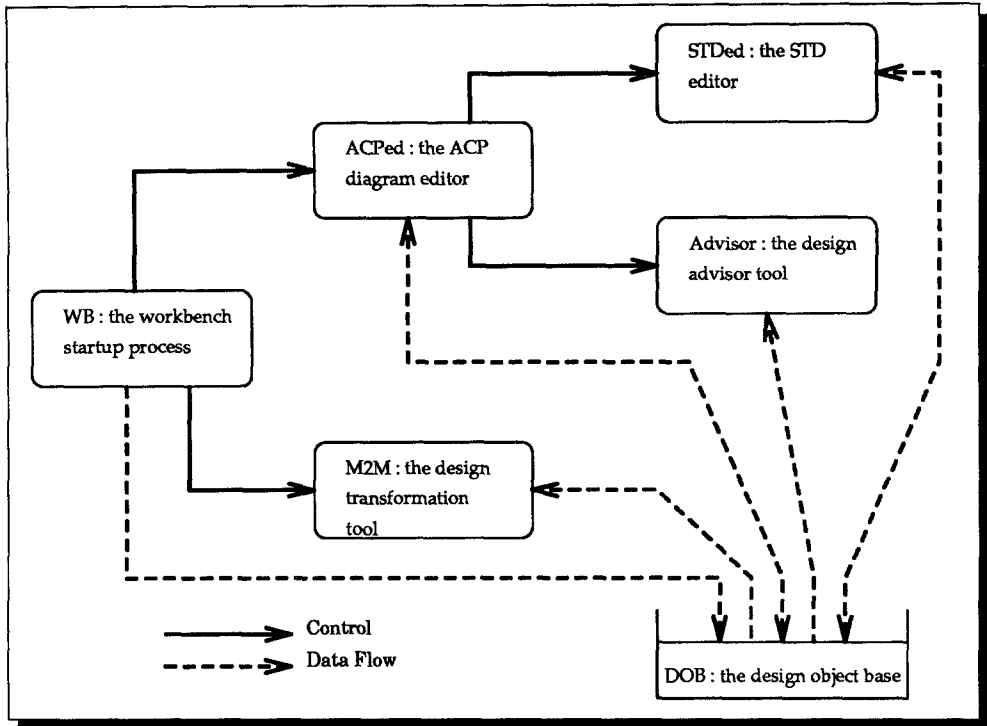 STDed : the STD
editor
ACPed : the ACP
diagram editor
Advisor : the design
advisor tool
WB : the workbench
startup process
M2M : the design
transformation
tool
Control
Data Flow
DOB : the design object base